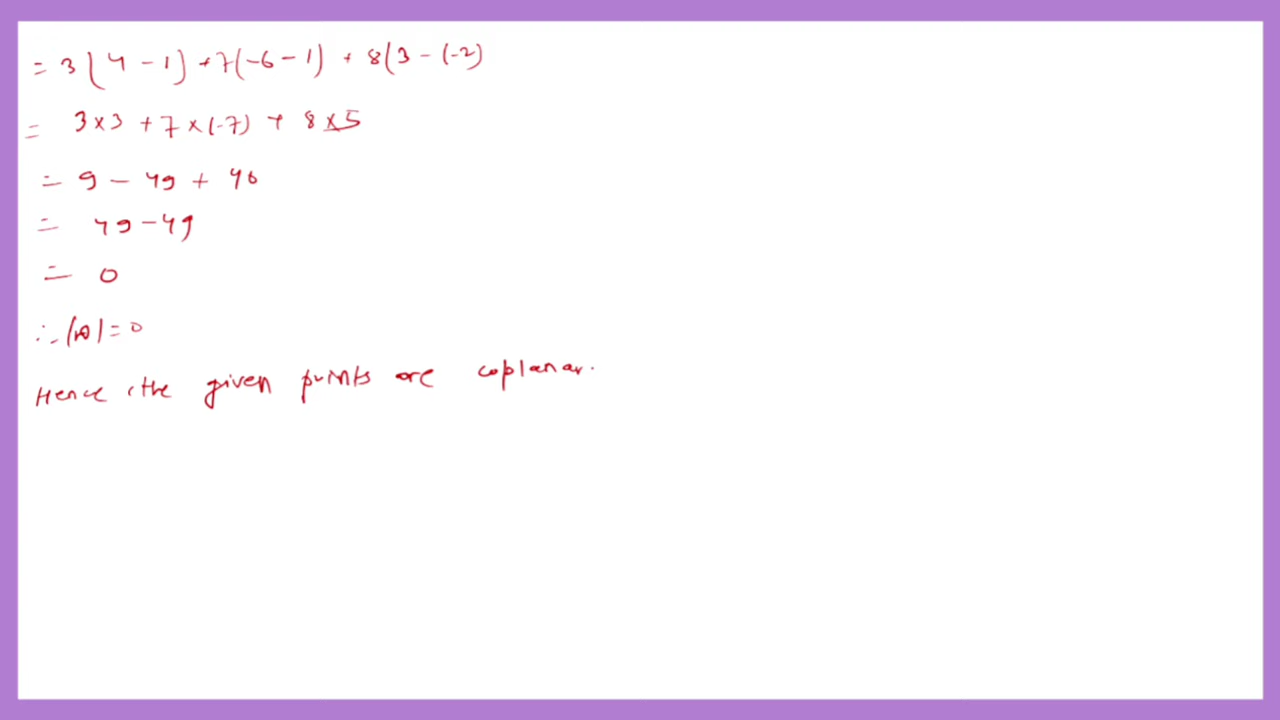 = 3(4 - 1) + 7(-6 - 1) + 8(3 - (-2)
= 3×3 + 7×(-7) + 8×5
= 9 - 49 + 40
= 49 - 49
= 0
∴ |A| = 0
Hence, the given points are coplanar.